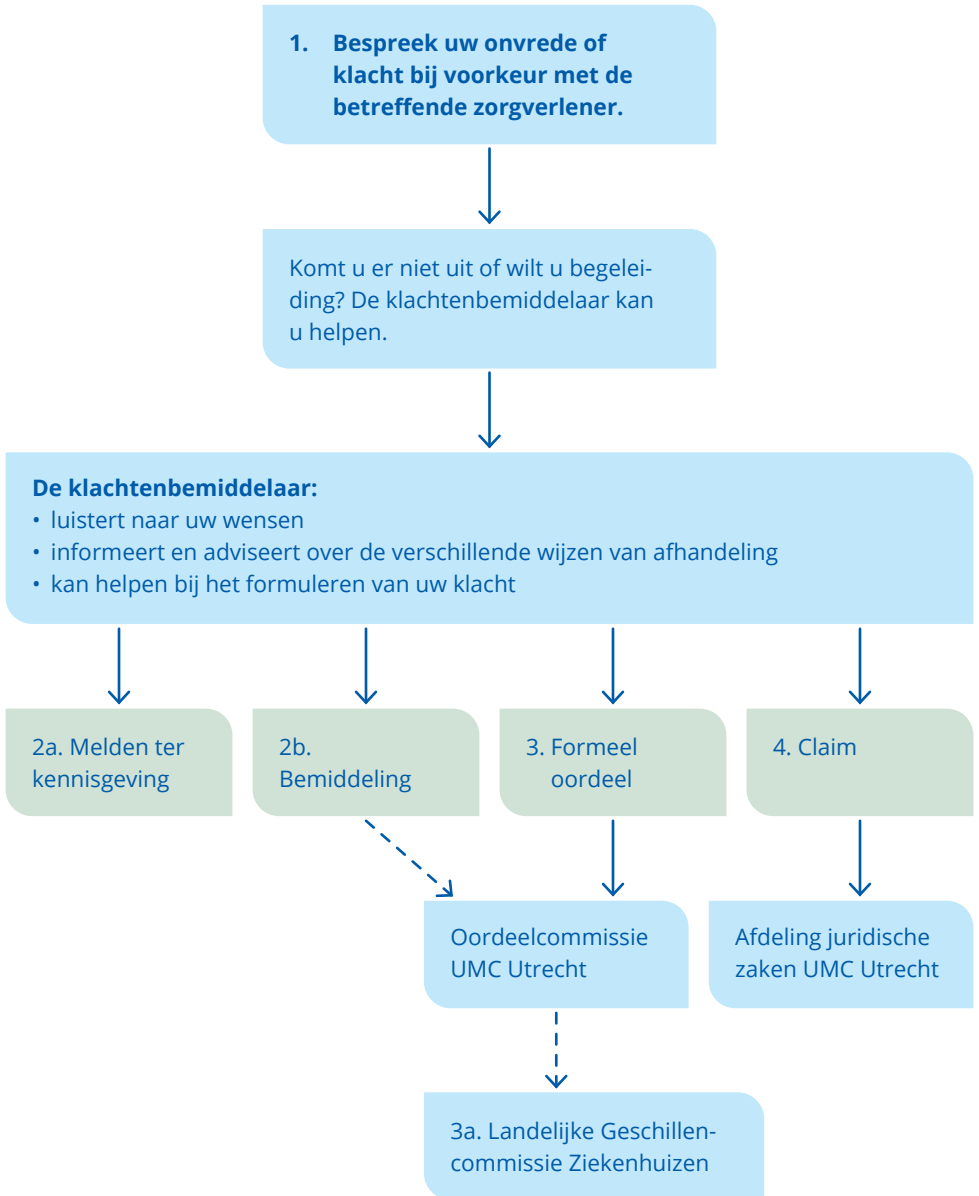 1. Bespreek uw onvrede of
klacht bij voorkeur met de
betreffende zorgverlener.
Komt u er niet uit of wilt u begelei-
ding? De klachtenbemiddelaar kan
u helpen.
De klachtenbemiddelaar:
• luistert naar uw wensen
• informeert en adviseert over de verschillende wijzen van afhandeling
• kan helpen bij het formuleren van uw klacht
2a. Melden ter
kennisgeving
2b.
Bemiddeling
3. Formeel
oordeel
4. Claim
Oordeelcommissie
UMC Utrecht
Afdeling juridische
zaken UMC Utrecht
3a. Landelijke Geschillen-
commissie Ziekenhuizen